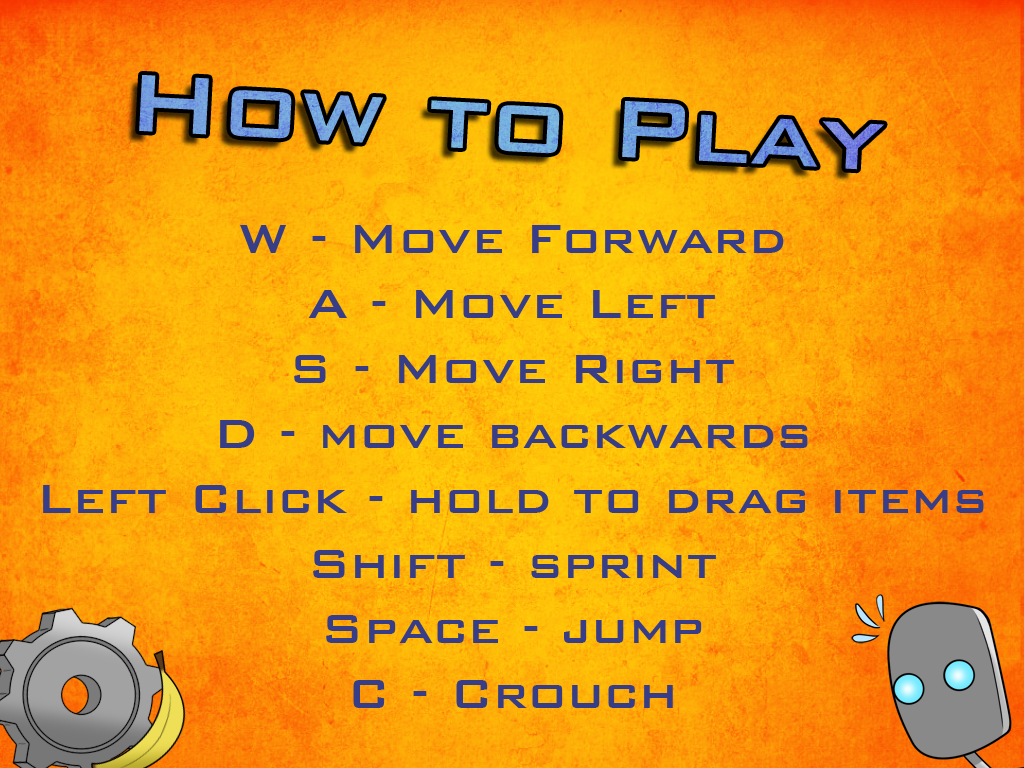 How to Play
W - Move Forward
A - Move Left
S - Move Right
D - move backwards
Left Click - hold to drag items
Shift - sprint
Space - jump
C - Crouch